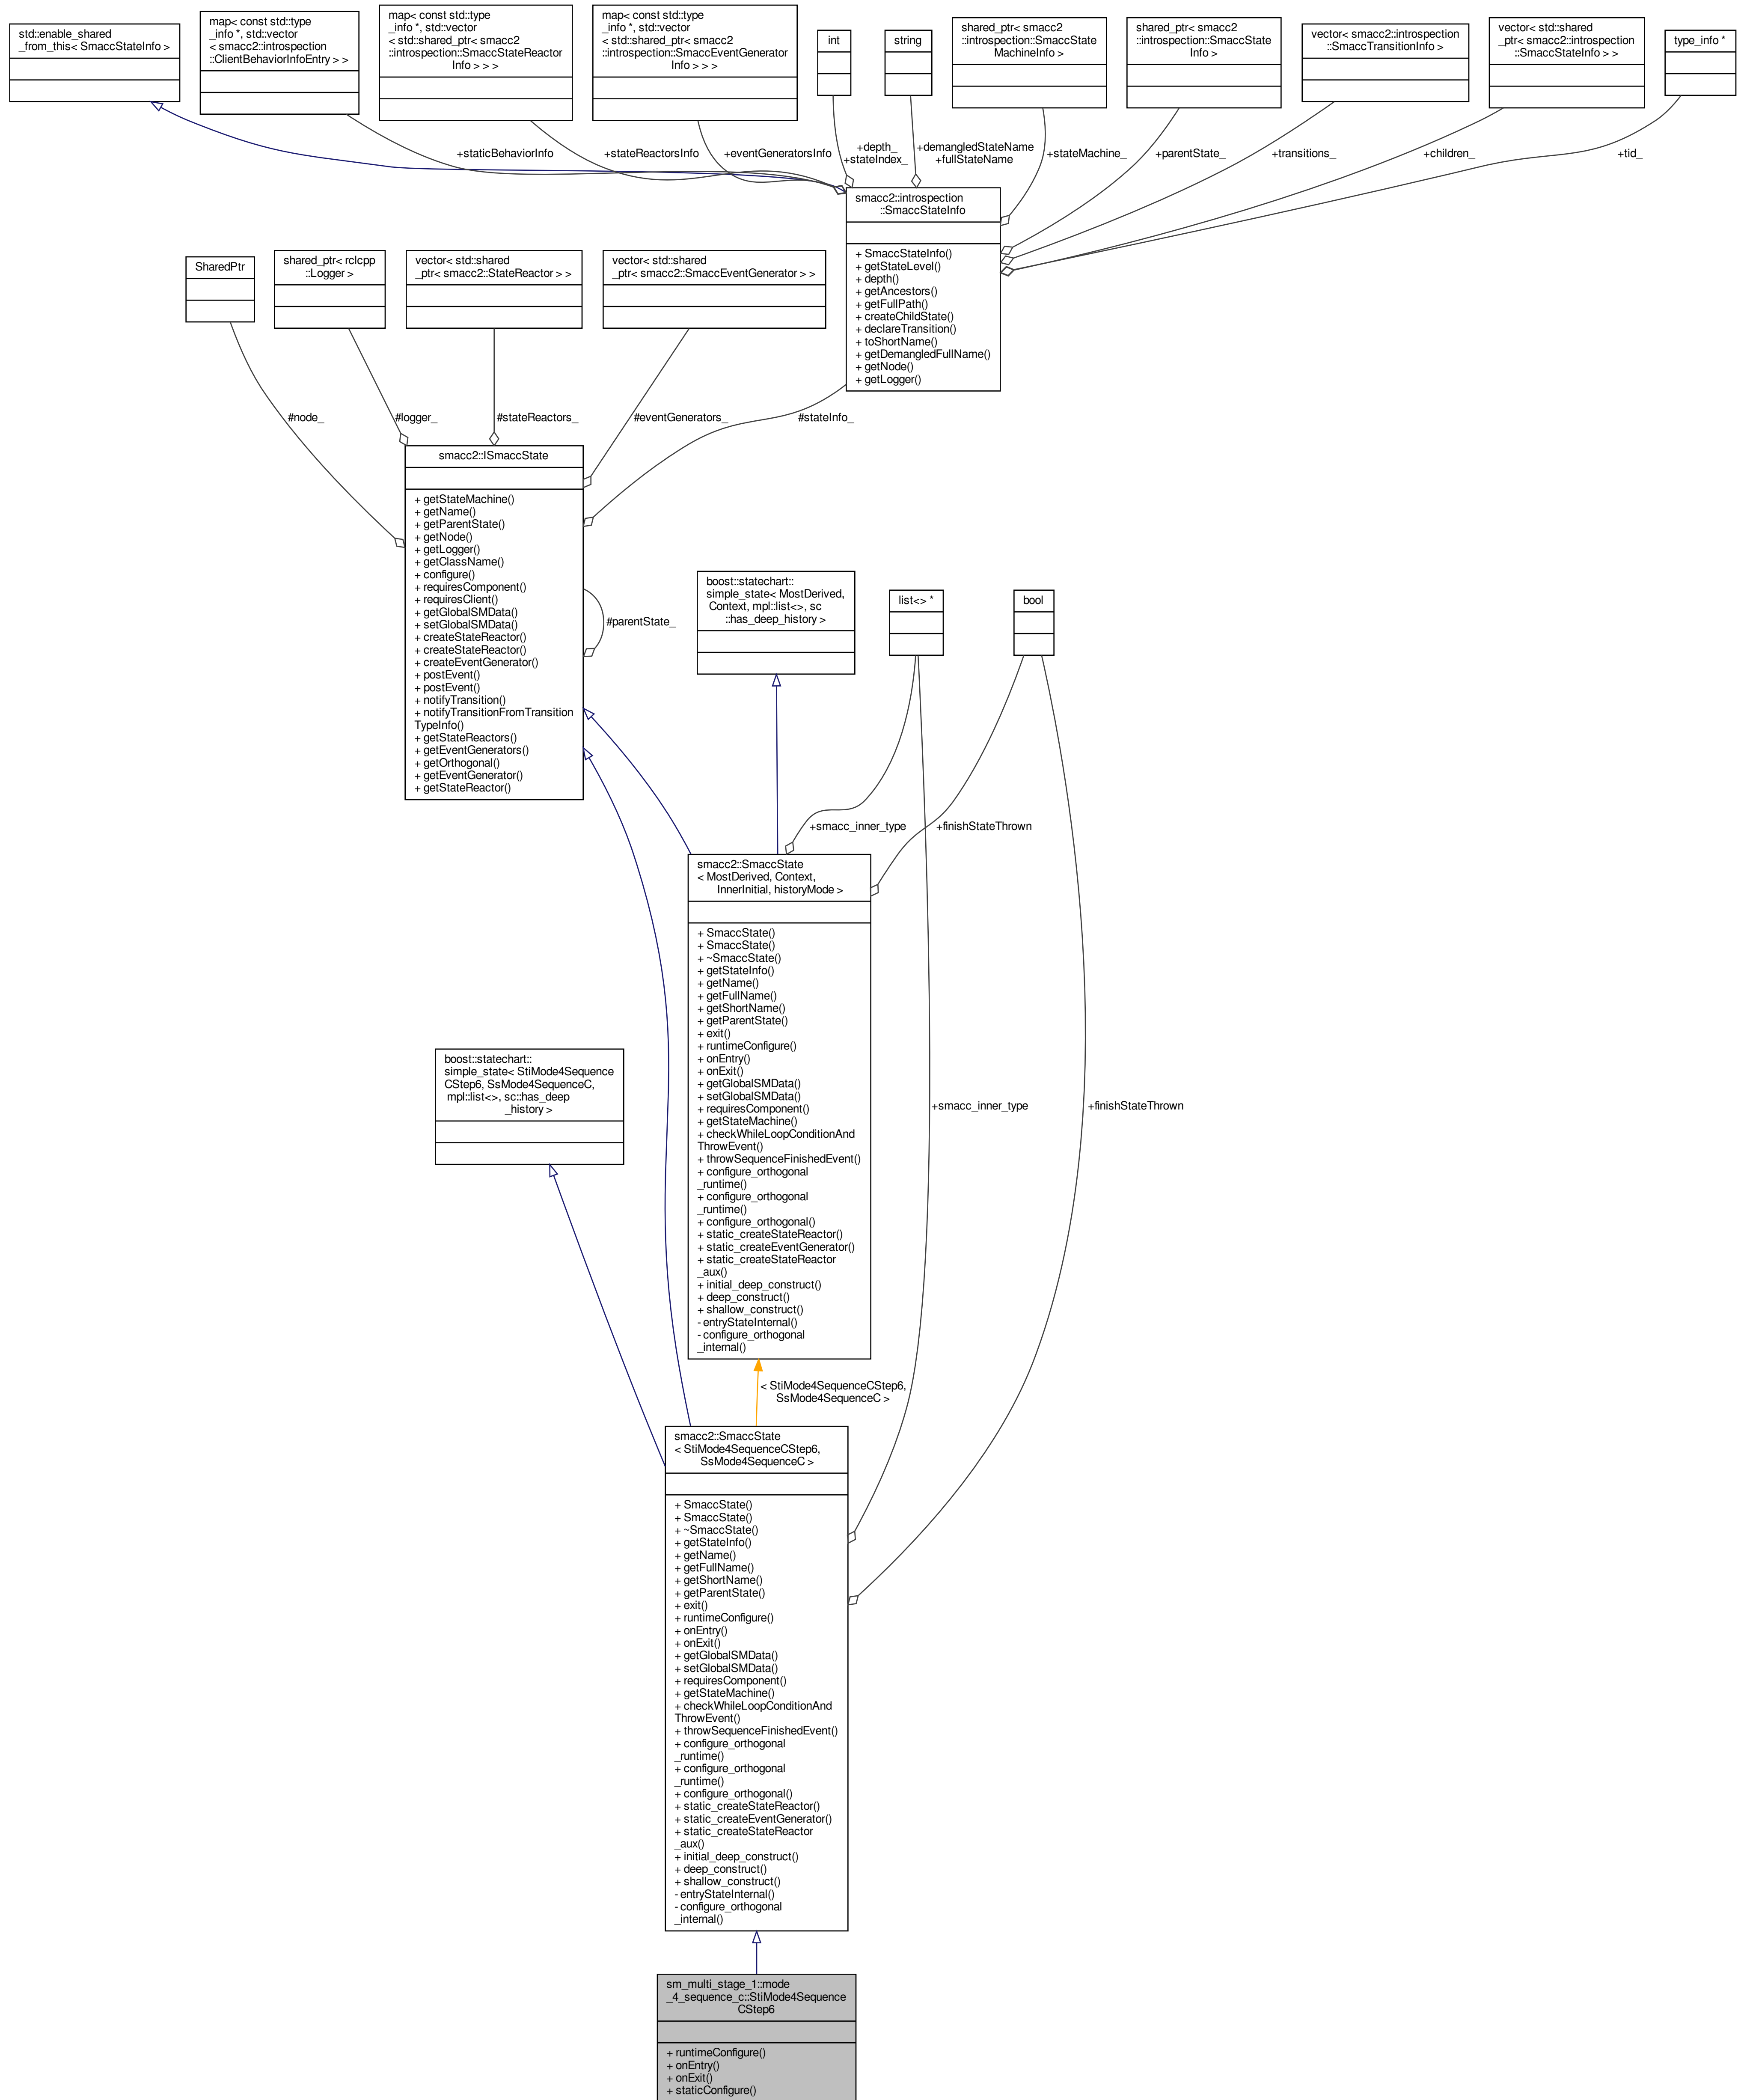 std::enable_shared
_from_this< SmaccStateInfo >
map< const std::type
_info *, std::vector
< smacc2::introspection
::ClientBehaviorInfoEntry > >
map< const std::type
_info *, std::vector
< std::shared_ptr< smacc2
::introspection::SmaccStateReactor
Info > > >
map< const std::type
_info *, std::vector
< std::shared_ptr< smacc2
::introspection::SmaccEventGenerator
Info > > >
int
string
shared_ptr< smacc2
::introspection::SmaccState
MachineInfo >
shared_ptr< smacc2
::introspection::SmaccState
Info >
vector< smacc2::introspection
::SmaccTransitionInfo >
vector< std::shared
_ptr< smacc2::introspection
::SmaccStateInfo > >
type_info *
+staticBehaviorInfo
+stateReactorsInfo
+eventGeneratorsInfo
+depth_
+stateIndex_
+demangledStateName
+fullStateName
+stateMachine_
+parentState_
+transitions_
+children_
+tid_
smacc2::introspection
::SmaccStateInfo
+ SmaccStateInfo()
+ getStateLevel()
+ depth()
+ getAncestors()
+ getFullPath()
+ createChildState()
+ declareTransition()
+ toShortName()
+ getDemangledFullName()
+ getNode()
+ getLogger()
SharedPtr
shared_ptr< rclcpp
::Logger >
vector< std::shared
_ptr< smacc2::StateReactor > >
vector< std::shared
_ptr< smacc2::SmaccEventGenerator > >
#node_
#logger_
#stateReactors_
#eventGenerators_
#stateInfo_
smacc2::ISmaccState
+ getStateMachine()
+ getName()
+ getParentState()
+ getNode()
+ getLogger()
+ getClassName()
+ configure()
+ requiresComponent()
+ requiresClient()
+ getGlobalSMData()
+ setGlobalSMData()
+ createStateReactor()
+ createStateReactor()
+ createEventGenerator()
+ postEvent()
+ postEvent()
+ notifyTransition()
+ notifyTransitionFromTransition
TypeInfo()
+ getStateReactors()
+ getEventGenerators()
+ getOrthogonal()
+ getEventGenerator()
+ getStateReactor()
#parentState_
boost::statechart::
simple_state< MostDerived,
Context, mpl::list<>, sc
::has_deep_history >
list<> *
bool
+smacc_inner_type
+finishStateThrown
smacc2::SmaccState
< MostDerived, Context,
InnerInitial, historyMode >
+ SmaccState()
+ SmaccState()
+ ~SmaccState()
+ getStateInfo()
+ getName()
+ getFullName()
+ getShortName()
+ getParentState()
+ exit()
+ runtimeConfigure()
+ onEntry()
+ onExit()
+ getGlobalSMData()
+ setGlobalSMData()
+ requiresComponent()
+ getStateMachine()
+ checkWhileLoopConditionAnd
ThrowEvent()
+ throwSequenceFinishedEvent()
+ configure_orthogonal
_runtime()
+ configure_orthogonal
_runtime()
+ configure_orthogonal()
+ static_createStateReactor()
+ static_createEventGenerator()
+ static_createStateReactor
_aux()
+ initial_deep_construct()
+ deep_construct()
+ shallow_construct()
- entryStateInternal()
- configure_orthogonal
_internal()
boost::statechart::
simple_state< StiMode4Sequence
CStep6, SsMode4SequenceC,
mpl::list<>, sc::has_deep
_history >
+smacc_inner_type
+finishStateThrown
< StiMode4SequenceCStep6,
SsMode4SequenceC >
smacc2::SmaccState
< StiMode4SequenceCStep6,
SsMode4SequenceC >
+ SmaccState()
+ SmaccState()
+ ~SmaccState()
+ getStateInfo()
+ getName()
+ getFullName()
+ getShortName()
+ getParentState()
+ exit()
+ runtimeConfigure()
+ onEntry()
+ onExit()
+ getGlobalSMData()
+ setGlobalSMData()
+ requiresComponent()
+ getStateMachine()
+ checkWhileLoopConditionAnd
ThrowEvent()
+ throwSequenceFinishedEvent()
+ configure_orthogonal
_runtime()
+ configure_orthogonal
_runtime()
+ configure_orthogonal()
+ static_createStateReactor()
+ static_createEventGenerator()
+ static_createStateReactor
_aux()
+ initial_deep_construct()
+ deep_construct()
+ shallow_construct()
- entryStateInternal()
- configure_orthogonal
_internal()
sm_multi_stage_1::mode
_4_sequence_c::StiMode4Sequence
CStep6
+ runtimeConfigure()
+ onEntry()
+ onExit()
+ staticConfigure()